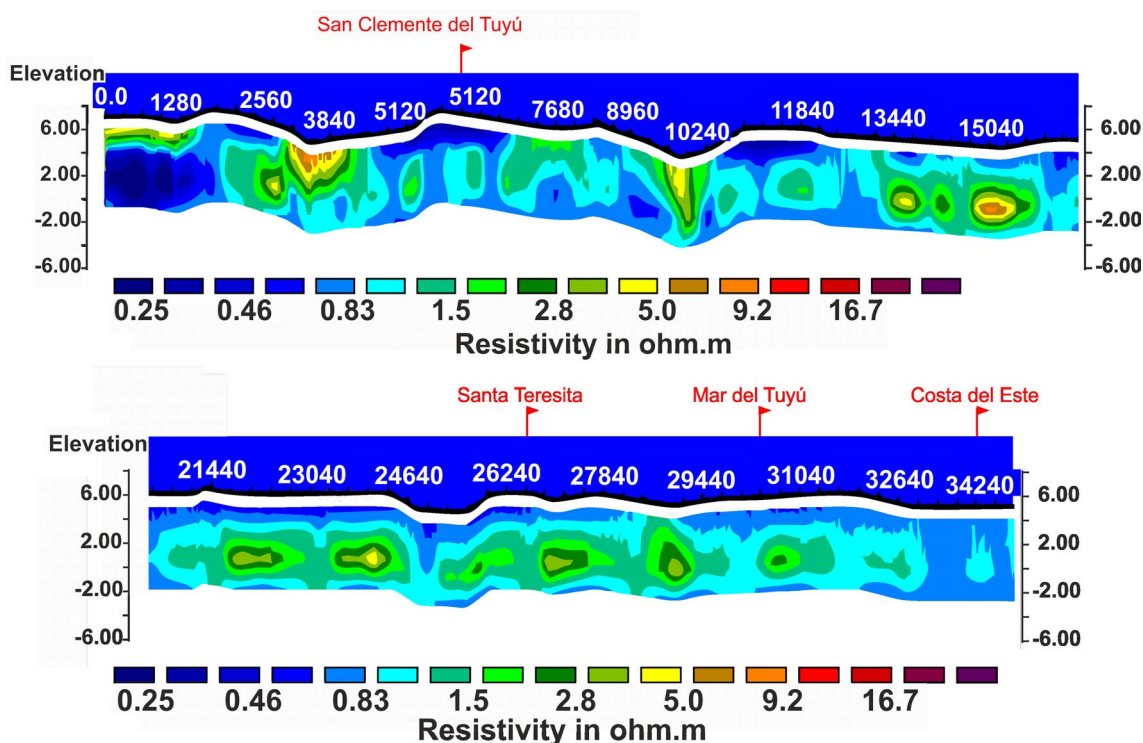 San Clemente del Tuyú
Elevation
0.0 1280 2560 3840 5120 5120 7680 8960 10240 11840 13440 15040
6.00 6.00
2.00 2.00
-2.00 -2.00
-6.00 -6.00
0.25 0.46 0.83 1.5 2.8 5.0 9.2 16.7
Resistivity in ohm.m
Santa Teresita Mar del Tuyú Costa del Este
Elevation
21440 23040 24640 26240 27840 29440 31040 32640 34240
6.00 6.00
2.00 2.00
-2.00 -2.00
-6.00 -6.00
0.25 0.46 0.83 1.5 2.8 5.0 9.2 16.7
Resistivity in ohm.m